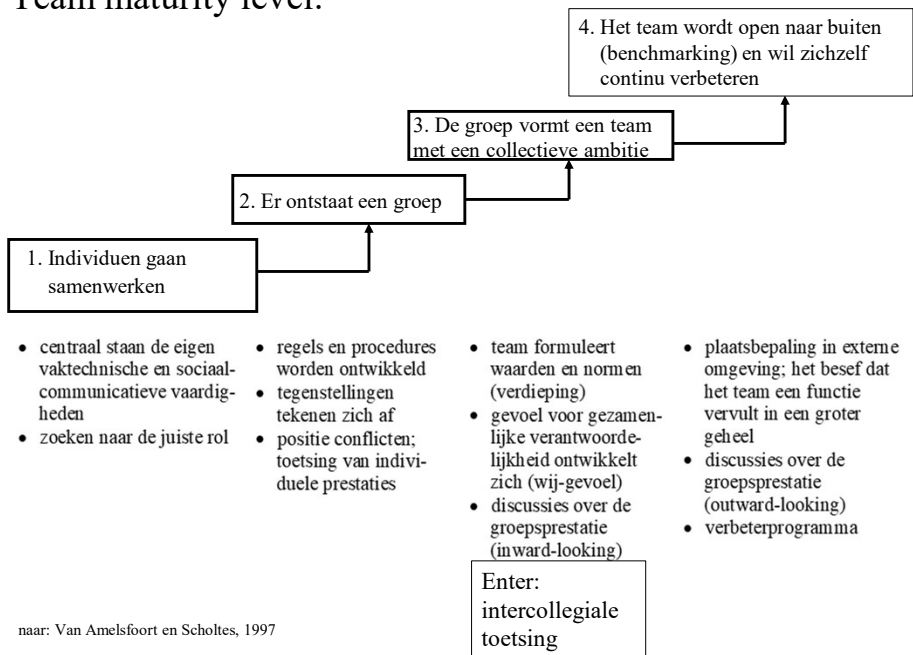 Team maturity level:
4. Het team wordt open naar buiten
(benchmarking) en wil zichzelf
continu verbeteren
3. De groep vormt een team
met een collectieve ambitie
2. Er ontstaat een groep
1. Individuen gaan
samenwerken
• centraal staan de eigen
vaktechnische en sociaal-
communicatieve vaardig-
heden
• zoeken naar de juiste rol
• regels en procedures
worden ontwikkeld
• tegenstellingen
tekenen zich af
• positie conflicten;
toetsing van indivi-
duele prestaties
• team formuleert
waarden en normen
(verdieping)
• gevoel voor gezamen-
lijke verantwoorde-
lijkheid ontwikkelt
zich (wij-gevoel)
• discussies over de
groepsprestatie
(inward-looking)
• plaatsbepaling in externe
omgeving; het besef dat
het team een functie
vervult in een groter
geheel
• discussies over de
groepsprestatie
(outward-looking)
• verbeterprogramma
Enter:
intercollegiale
toetsing
naar: Van Amelsfoort en Scholtes, 1997